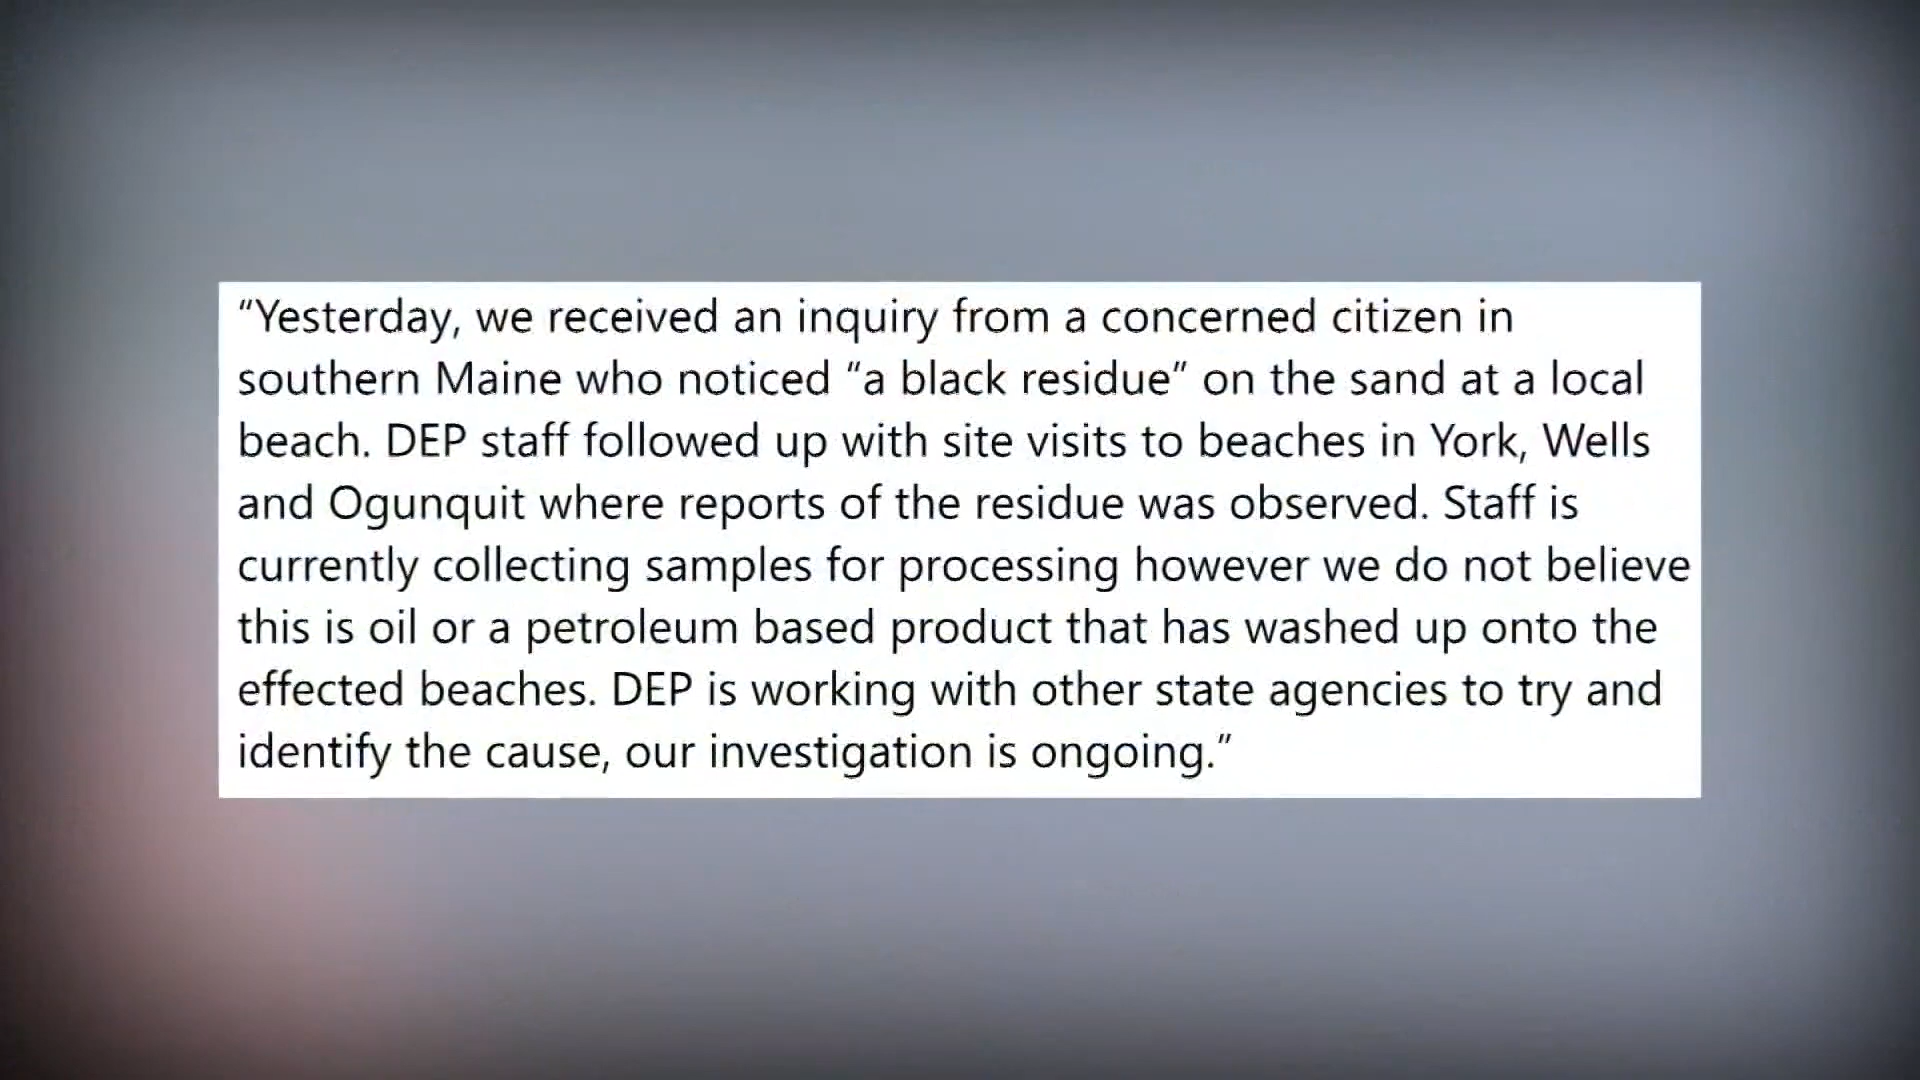 “Yesterday, we received an inquiry from a concerned citizen in
southern Maine who noticed “a black residue” on the sand at a local
beach. DEP staff followed up with site visits to beaches in York, Wells
and Ogunquit where reports of the residue was observed. Staff is
currently collecting samples for processing however we do not believe
this is oil or a petroleum based product that has washed up onto the
effected beaches. DEP is working with other state agencies to try and
identify the cause, our investigation is ongoing.”